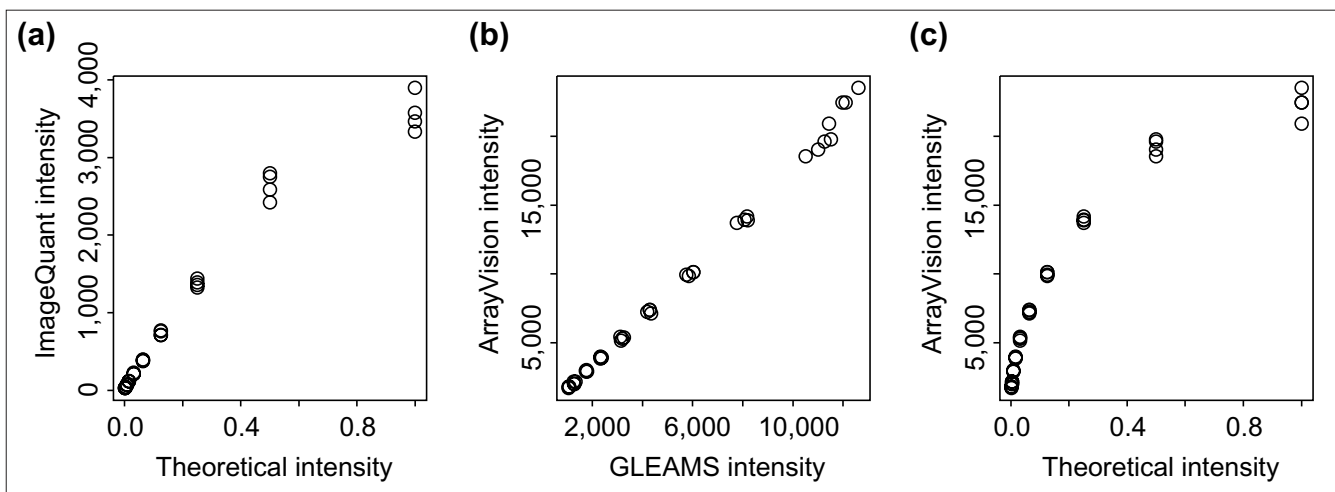 (a)
ImageQuant intensity
4,000
3,000
2,000
1,000
0
0.0 0.4 0.8
Theoretical intensity
(b)
ArrayVision intensity
15,000
5,000
2,000 6,000 10,000
GLEAMS intensity
(c)
ArrayVision intensity
15,000
5,000
0.0 0.4 0.8
Theoretical intensity